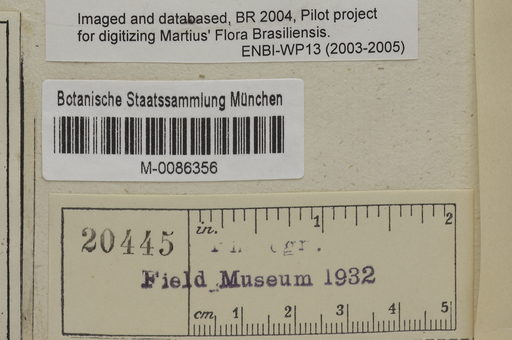 Imaged and databased, BR 2004, Pilot project
for digitizing Martius' Flora Brasiliensis.
ENBI-WP13 (2003-2005)
Botanische Staatssammlung München
M-0086356
20445
in. 1 2
Field Museum 1932
cm 1 2 3 4 5